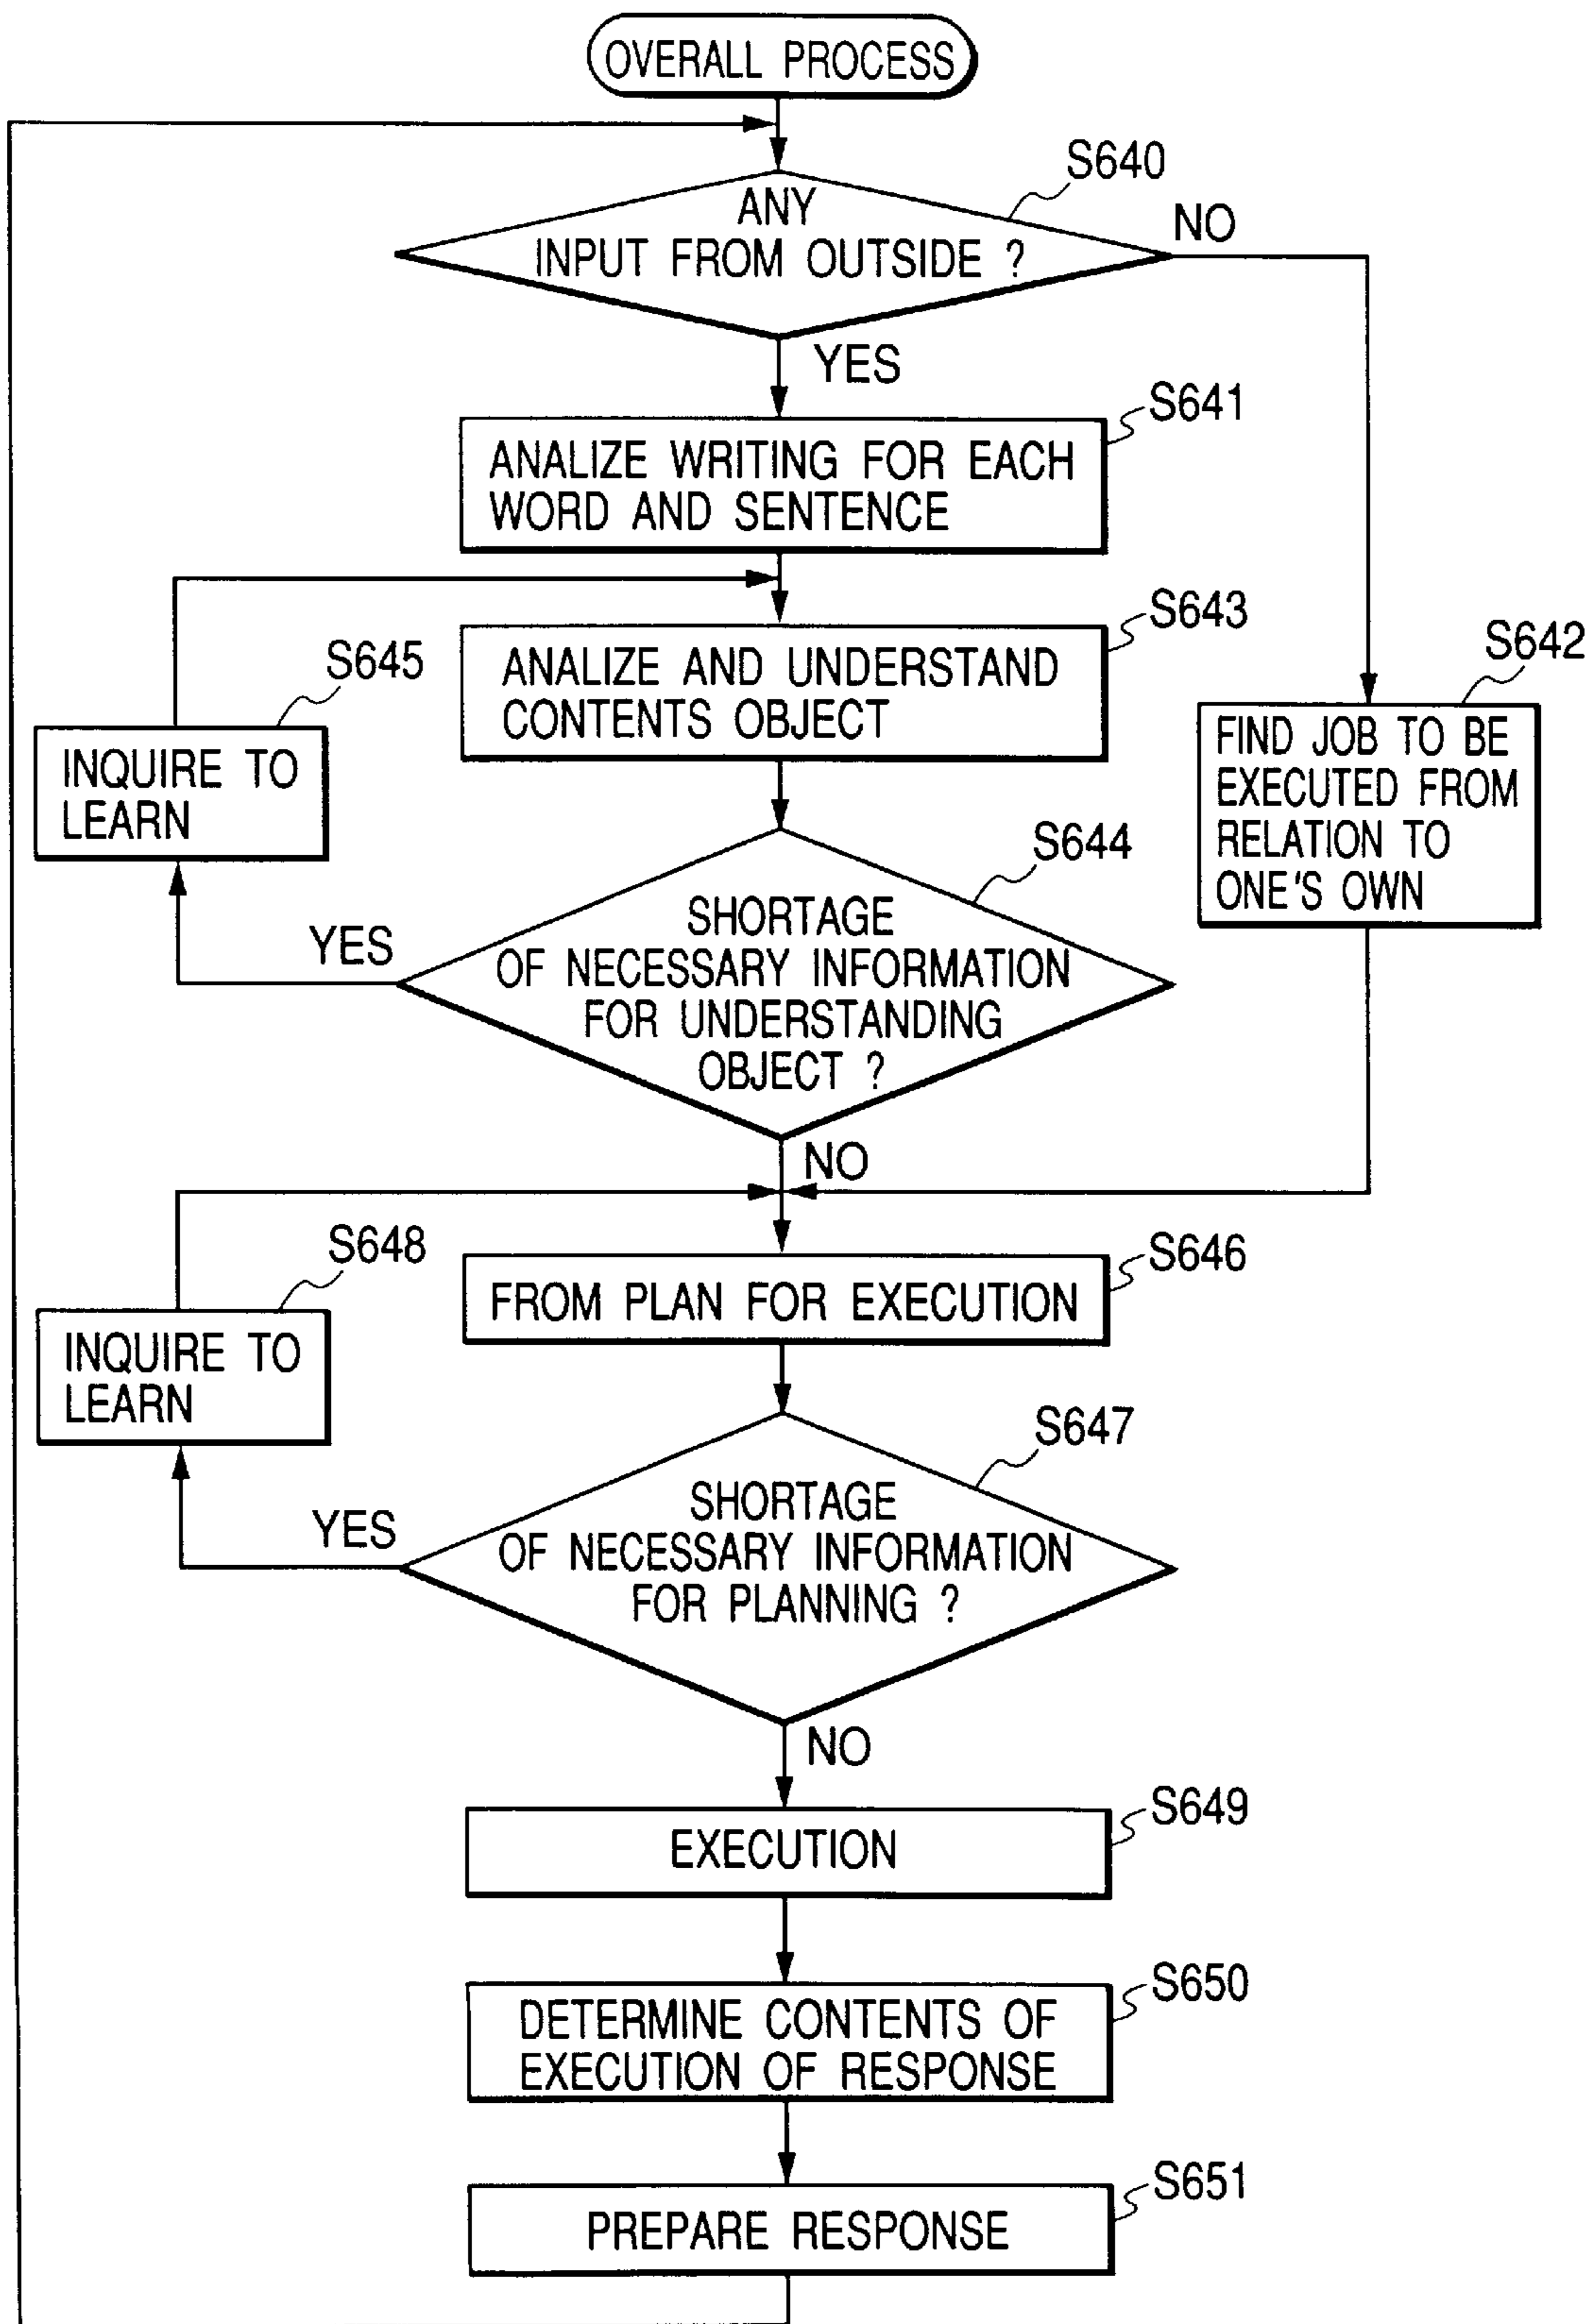 OVERALL PROCESS
S640
ANY
INPUT FROM OUTSIDE ?
NO
YES
S641
ANALIZE WRITING FOR EACH
WORD AND SENTENCE
S643
ANALIZE AND UNDERSTAND
CONTENTS OBJECT
S645
INQUIRE TO
LEARN
S642
FIND JOB TO BE
EXECUTED FROM
RELATION TO
ONE'S OWN
S644
SHORTAGE
OF NECESSARY INFORMATION
FOR UNDERSTANDING
OBJECT ?
YES
NO
S648
INQUIRE TO
LEARN
S646
FROM PLAN FOR EXECUTION
S647
SHORTAGE
OF NECESSARY INFORMATION
FOR PLANNING ?
YES
NO
S649
EXECUTION
S650
DETERMINE CONTENTS OF
EXECUTION OF RESPONSE
S651
PREPARE RESPONSE